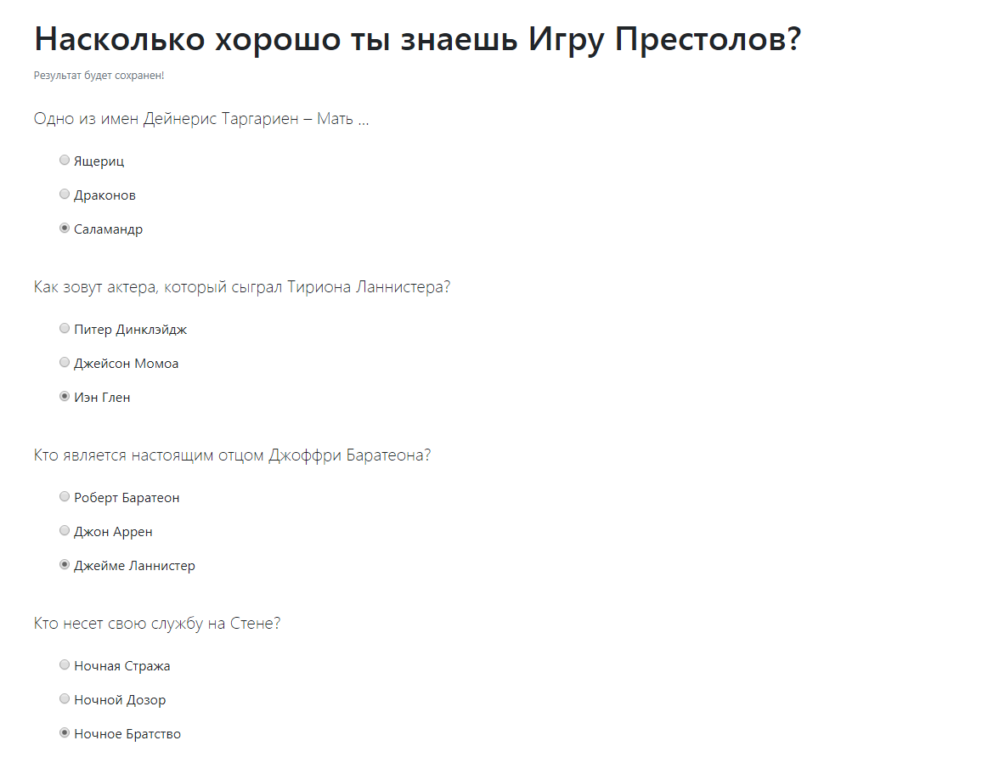 Насколько хорошо ты знаешь Игру Престолов?
Результат будет сохранен!
Одно из имен Дейнерис Таргариен – Мать ...
Ящериц
Драконов
Саламандр
Как зовут актера, который сыграл Тириона Ланнистера?
Питер Динклэйдж
Джейсон Момоа
Иэн Глен
Кто является настоящим отцом Джоффри Баратеона?
Роберт Баратеон
Джон Аррен
Джейме Ланнистер
Кто несет свою службу на Стене?
Ночная Стража
Ночной Дозор
Ночное Братство